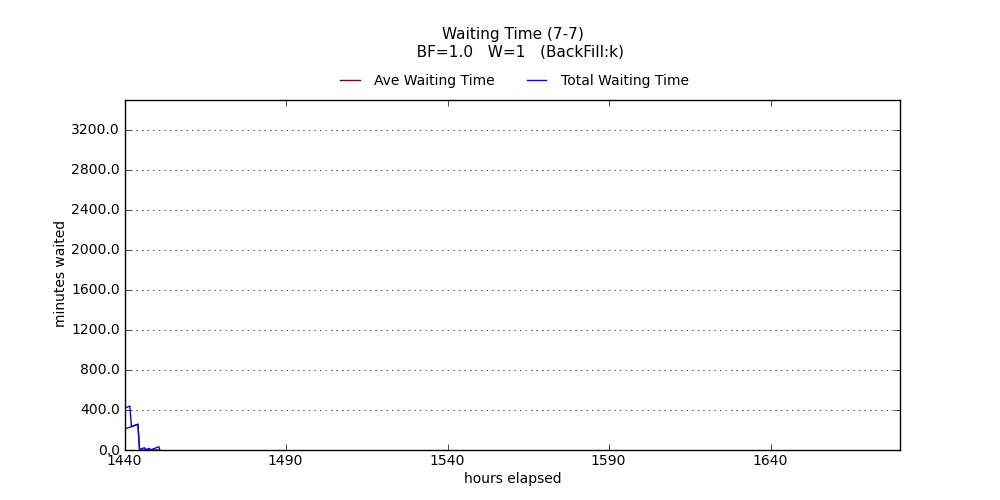 Waiting Time (7-7)
BF=1.0   W=1   (BackFill:k)
Ave Waiting Time
Total Waiting Time
3200.0
2800.0
2400.0
2000.0
1600.0
1200.0
800.0
400.0
0.0
minutes waited
1440
1490
1540
1590
1640
hours elapsed